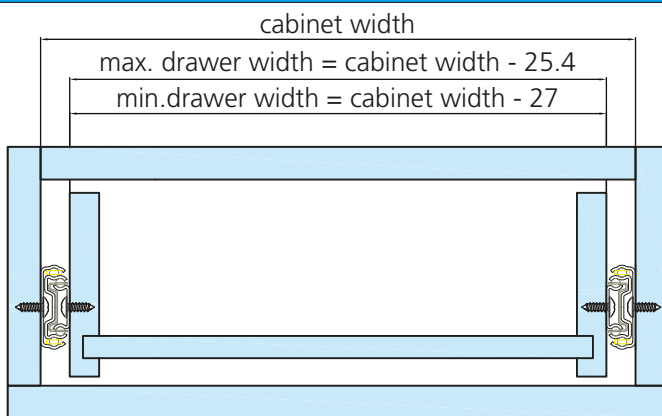 cabinet width
max. drawer width = cabinet width - 25.4
min.drawer width = cabinet width - 27